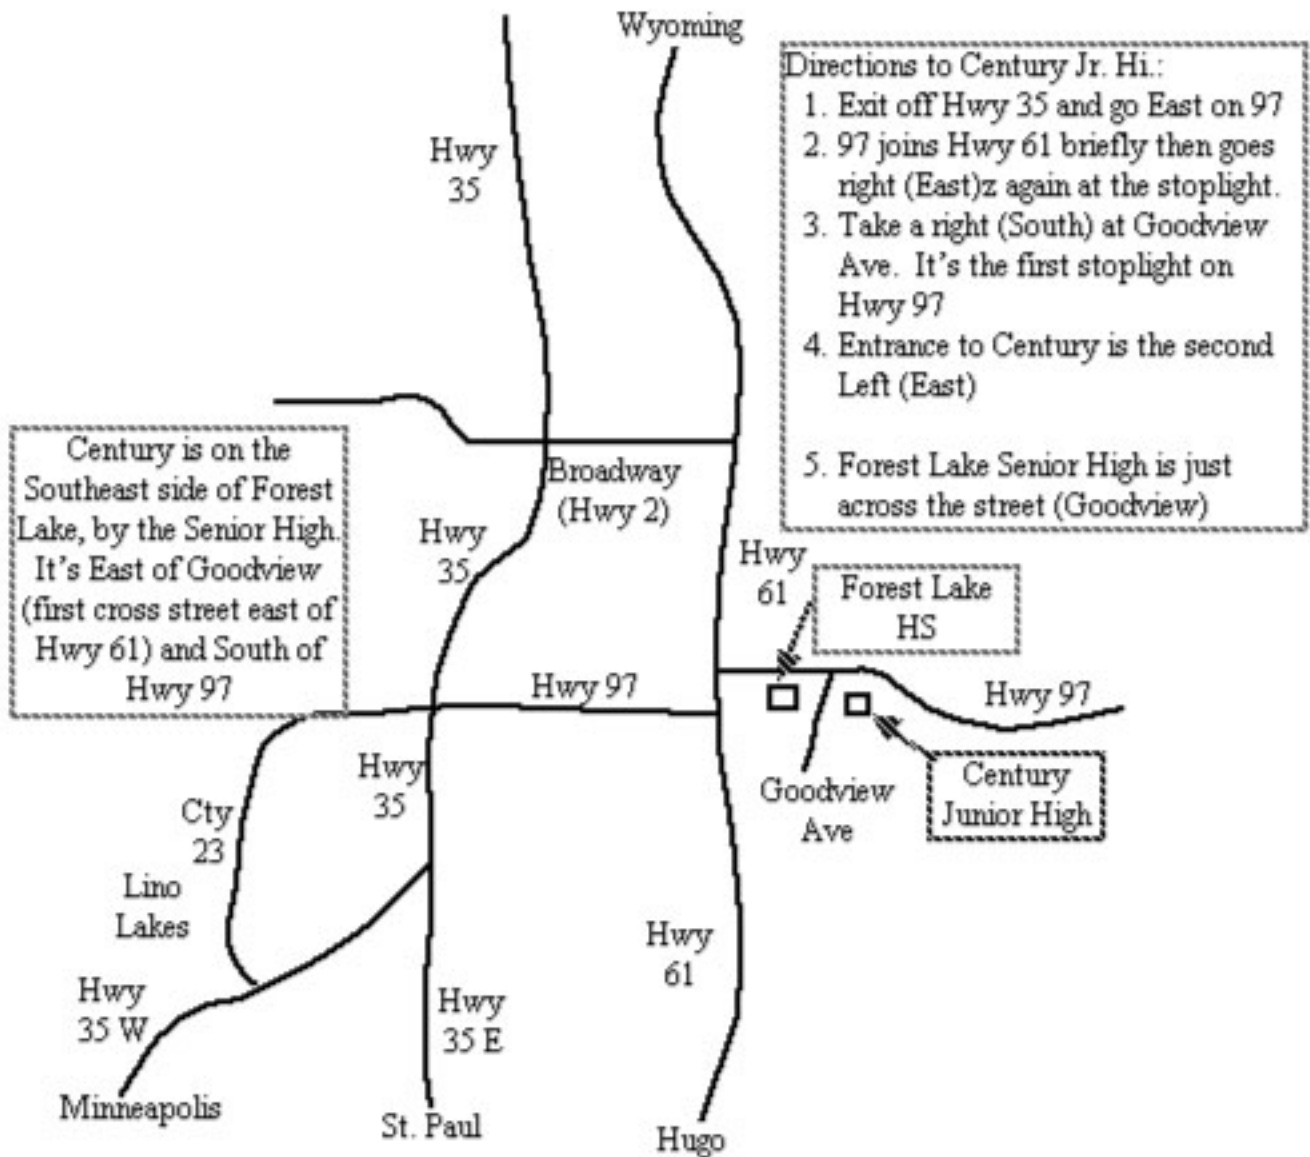 Wyoming
Directions to Century Jr. Hi.:
1. Exit off Hwy 35 and go East on 97
2. 97 joins Hwy 61 briefly then goes
right (East)z again at the stoplight.
3. Take a right (South) at Goodview
Ave. It's the first stoplight on
Hwy 97
4. Entrance to Century is the second
Left (East)
5. Forest Lake Senior High is just
across the street (Goodview)
Hwy
35
Century is on the
Southeast side of Forest
Lake, by the Senior High.
It's East of Goodview
(first cross street east of
Hwy 61) and South of
Hwy 97
Broadway
(Hwy 2)
Hwy
35
Hwy
61
Forest Lake
HS
Hwy 97
Hwy 97
Hwy
35
Goodview
Ave
Century
Junior High
Cty
23
Lino
Lakes
Hwy
61
Hwy
35 W
Hwy
35 E
Minneapolis
St. Paul
Hugo